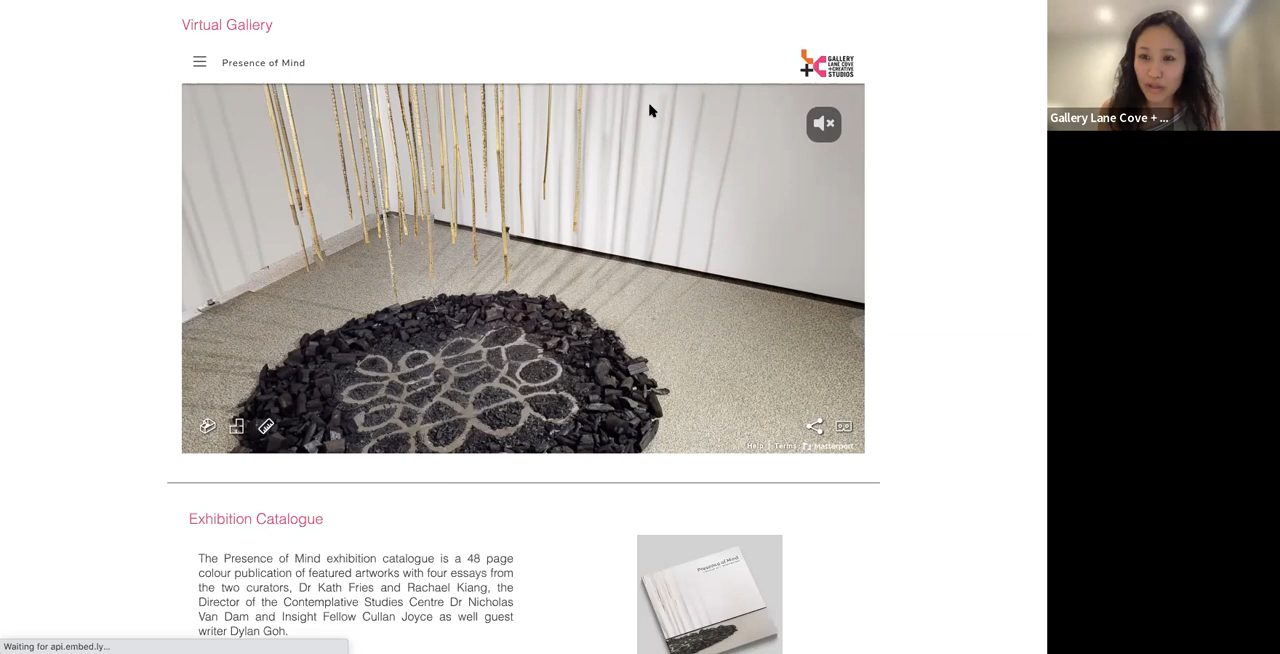 Virtual Gallery
Presence of Mind
GALLERY
LANE COVE
+CREATIVE
STUDIOS
Gallery Lane Cove + ...
Help | Terms
Matterport
Exhibition Catalogue
The Presence of Mind exhibition catalogue is a 48 page
colour publication of featured artworks with four essays from
the two curators, Dr Kath Fries and Rachael Kiang, the
Director of the Contemplative Studies Centre Dr Nicholas
Van Dam and Insight Fellow Cullan Joyce as well guest
writer Dylan Goh.
Presence of Mind
Waiting for api.embed.ly...